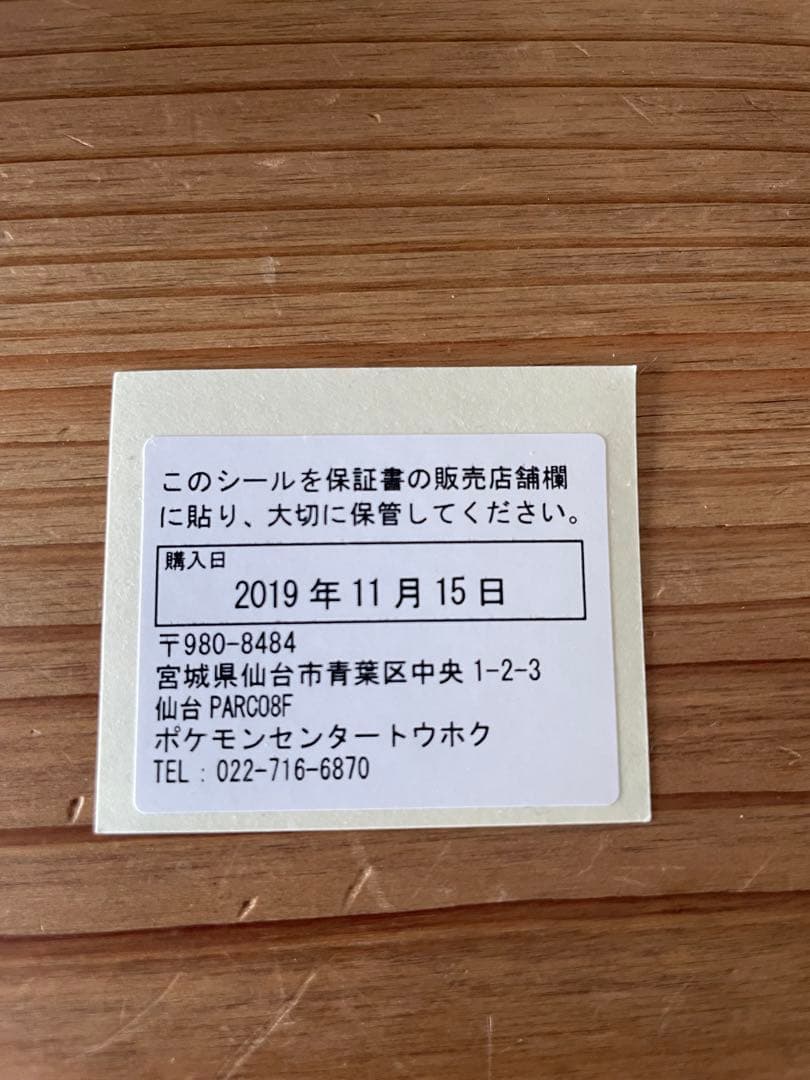 このシールを保証書の販売店舗欄
に貼り、大切に保管してください。
購入日
2019 年 11 月 15 日
〒980-8484
宮城県仙台市青葉区中央 1-2-3
仙台 PARCO8F
ポケモンセンタートウホク
TEL : 022-716-6870